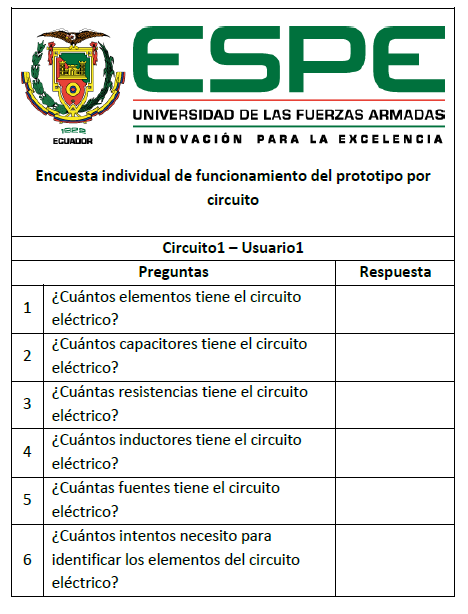 ESPE
UNIVERSIDAD DE LAS FUERZAS ARMADAS
INNOVACIÓN PARA LA EXCELENCIA
1922
ECUADOR
Encuesta individual de funcionamiento del prototipo por
circuito
Circuito1 – Usuario1
Preguntas Respuesta
1 ¿Cuántos elementos tiene el circuito
eléctrico?
2 ¿Cuántos capacitores tiene el circuito
eléctrico?
3 ¿Cuántas resistencias tiene el circuito
eléctrico?
4 ¿Cuántos inductores tiene el circuito
eléctrico?
5 ¿Cuántas fuentes tiene el circuito
eléctrico?
6 ¿Cuántos intentos necesito para
identificar los elementos del circuito
eléctrico?